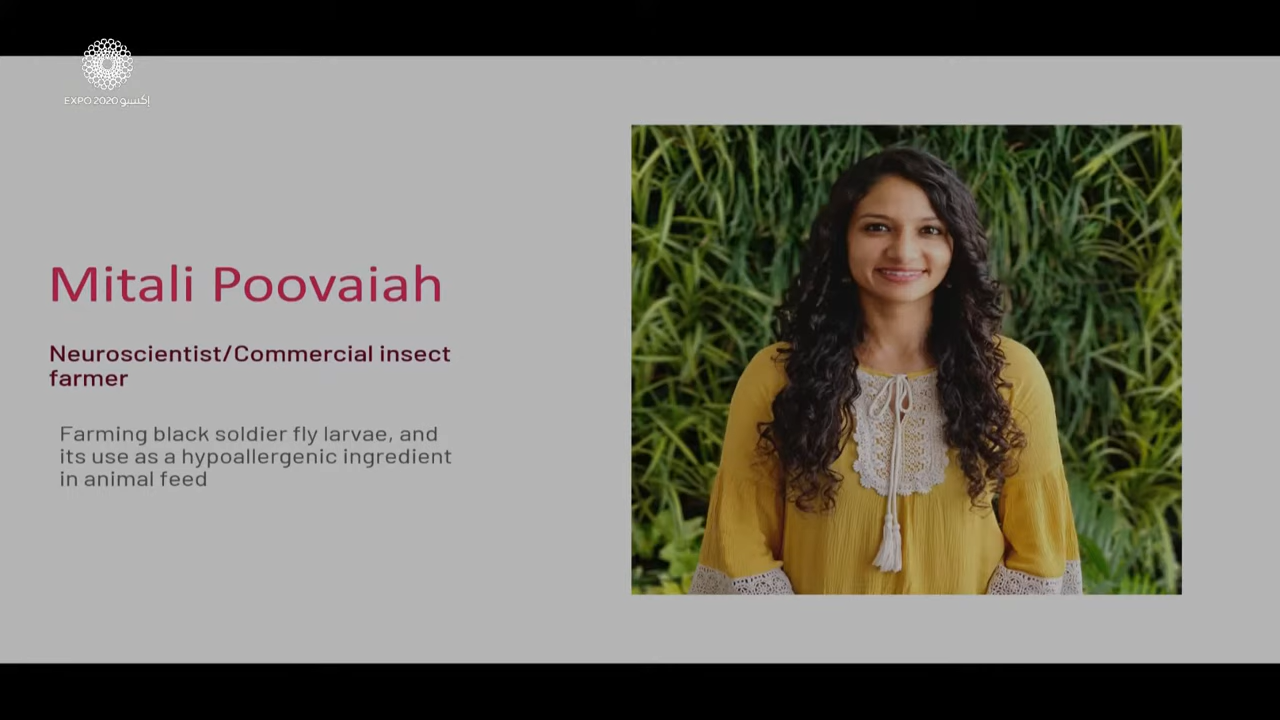 EXPO 2020 إكسبو
Mitali Poovaiah
Neuroscientist/Commercial insect
farmer
Farming black soldier fly larvae, and
its use as a hypoallergenic ingredient
in animal feed